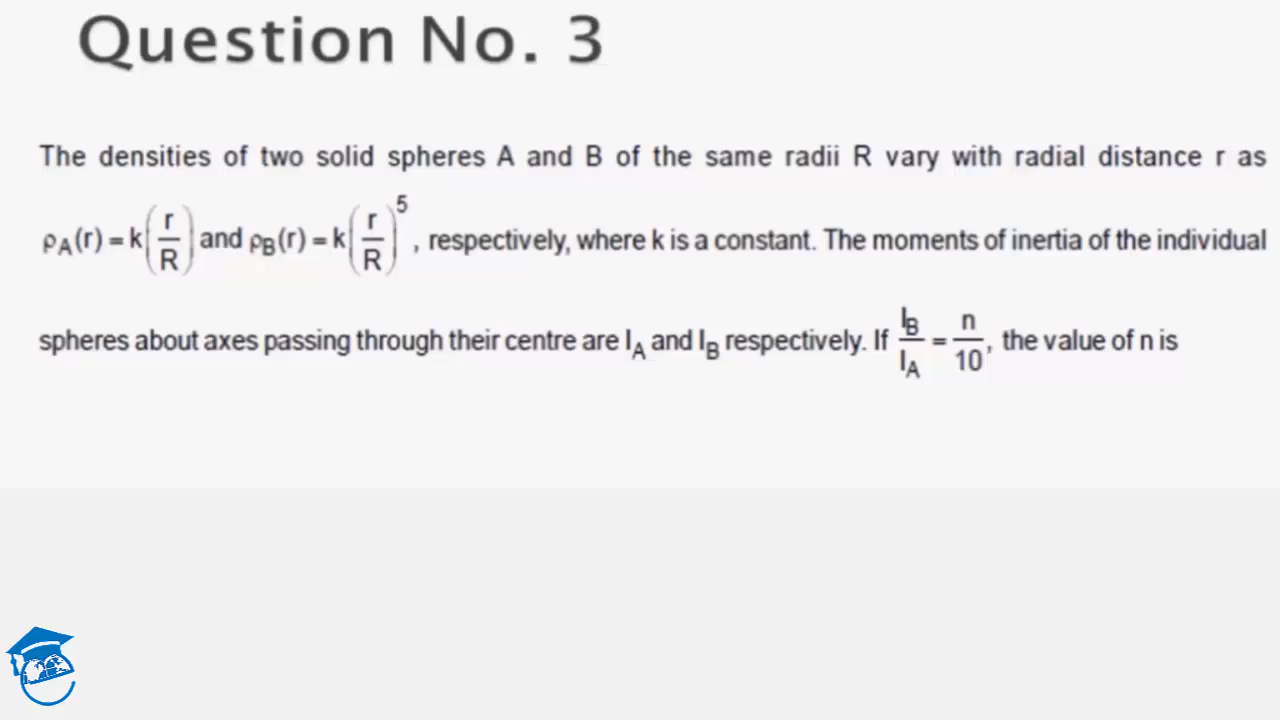 Question No. 3
The densities of two solid spheres A and B of the same radii R vary with radial distance r as
ρA(r) = k(r/R) and ρB(r) = k(r/R)^5, respectively, where k is a constant. The moments of inertia of the individual
spheres about axes passing through their centre are IA and IB respectively. If IB/IA = n/10, the value of n is